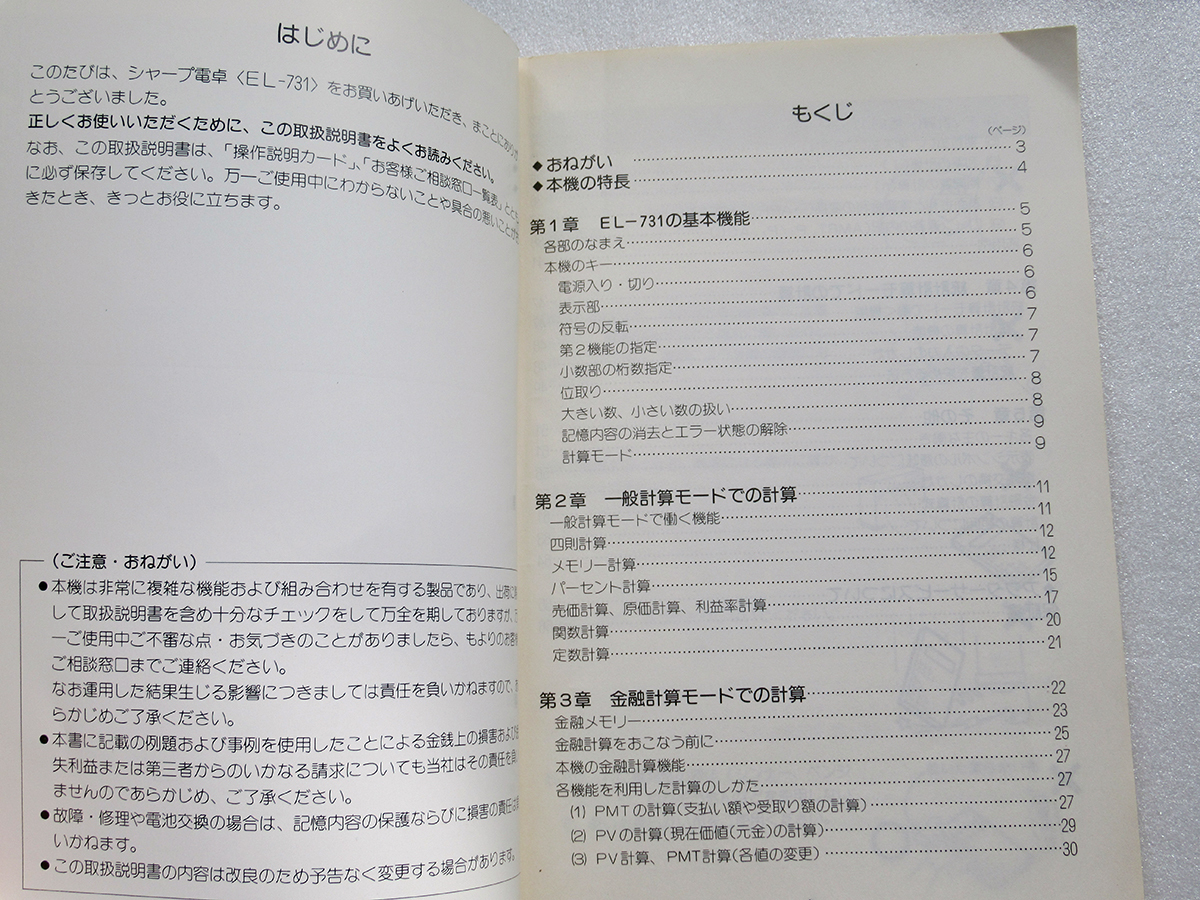 はじめに
このたびは、シャープ電卓〈EL-731〉をお買いあげいただき、まことにあり
とうございました。
正しくお使いいただくために、この取扱説明書をよくお読みください。
なお、この取扱説明書は、「操作説明カード」、「お客様ご相談窓口一覧表」とと
に必ず保存してください。万一ご使用中にわからないことや具合の悪いことが
きたとき、きっとお役に立ちます。
(ご注意・おねがい)
●本機は非常に複雑な機能および組み合わせを有する製品であり、出荷に
して取扱説明書を含め十分なチェックをして万全を期しておりますが、
一ご使用中ご不審な点・お気づきのことがありましたら、もよりのお客
ご相談窓口までご連絡ください。
なお運用した結果生じる影響につきましては責任を負いかねますので、
らかじめご了承ください。
●本書に記載の例題および事例を使用したことによる金銭上の損害および
失利益または第三者からのいかなる請求についても当社はその責任を負
ませんのであらかじめ、ご了承ください。
●故障・修理や電池交換の場合は、記憶内容の保護ならびに損害の責任は
いかねます。
●この取扱説明書の内容は改良のため予告なく変更する場合があります。
もくじ
(ページ)
◆おねがい 3
◆本機の特長 4
第1章 EL-731の基本機能 5
各部のなまえ 5
本機のキー 6
電源入り・切り 6
表示部 6
符号の反転 7
第2機能の指定 7
小数部の桁数指定 7
位取り 8
大きい数、小さい数の扱い 8
記憶内容の消去とエラー状態の解除 9
計算モード 9
第2章 一般計算モードでの計算 11
一般計算モードで働く機能 11
四則計算 12
メモリー計算 12
パーセント計算 15
売価計算、原価計算、利益率計算 17
関数計算 20
定数計算 21
第3章 金融計算モードでの計算 22
金融メモリー 23
金融計算をおこなう前に 25
本機の金融計算機能 27
各機能を利用した計算のしかた 27
(1) PMTの計算(支払い額や受取り額の計算) 27
(2) PVの計算(現在価値(元金)の計算) 29
(3) PV計算、PMT計算(各値の変更) 30